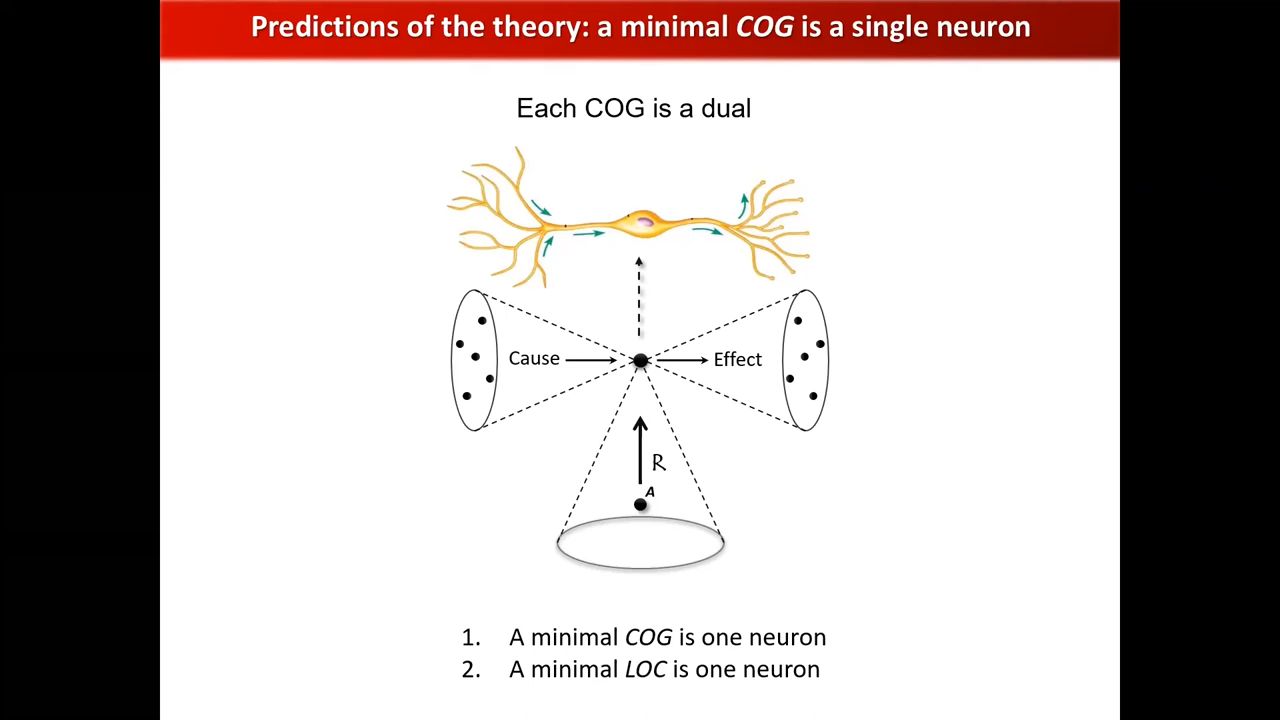 Predictions of the theory: a minimal COG is a single neuron
Each COG is a dual
Cause
Effect
R
A
1. A minimal COG is one neuron
2. A minimal LOC is one neuron